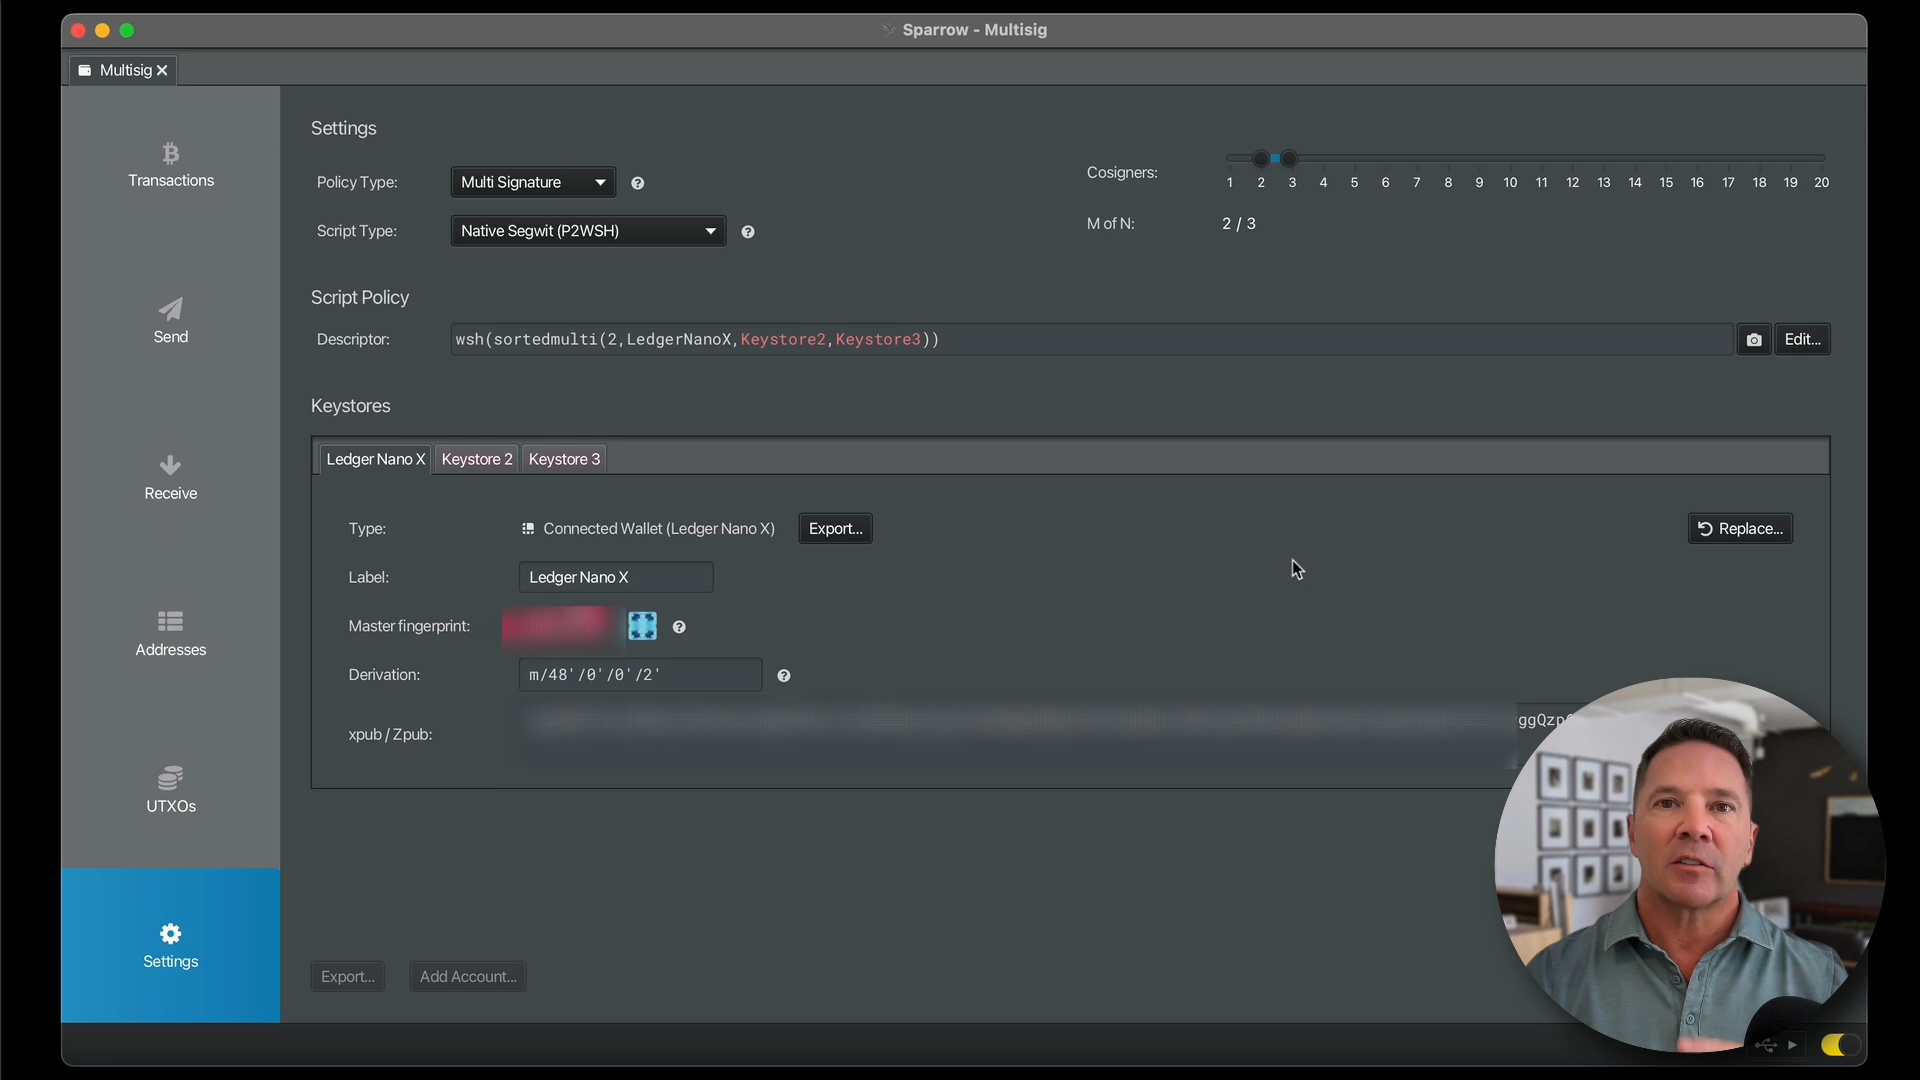 Sparrow - Multisig
Multisig
Transactions
Send
Receive
Addresses
UTXOs
Settings
Settings
Policy Type: Multi Signature
Script Type: Native Segwit (P2WSH)
Cosigners:
1 2 3 4 5 6 7 8 9 10 11 12 13 14 15 16 17 18 19 20
M of N: 2 / 3
Script Policy
Descriptor: wsh(sortedmulti(2,LedgerNanoX,Keystore2,Keystore3)) Edit...
Keystores
Ledger Nano X Keystore 2 Keystore 3
Type: Connected Wallet (Ledger Nano X) Export... Replace...
Label: Ledger Nano X
Master fingerprint:
Derivation: m/48'/0'/0'/2'
xpub / Zpub:
Export... Add Account...